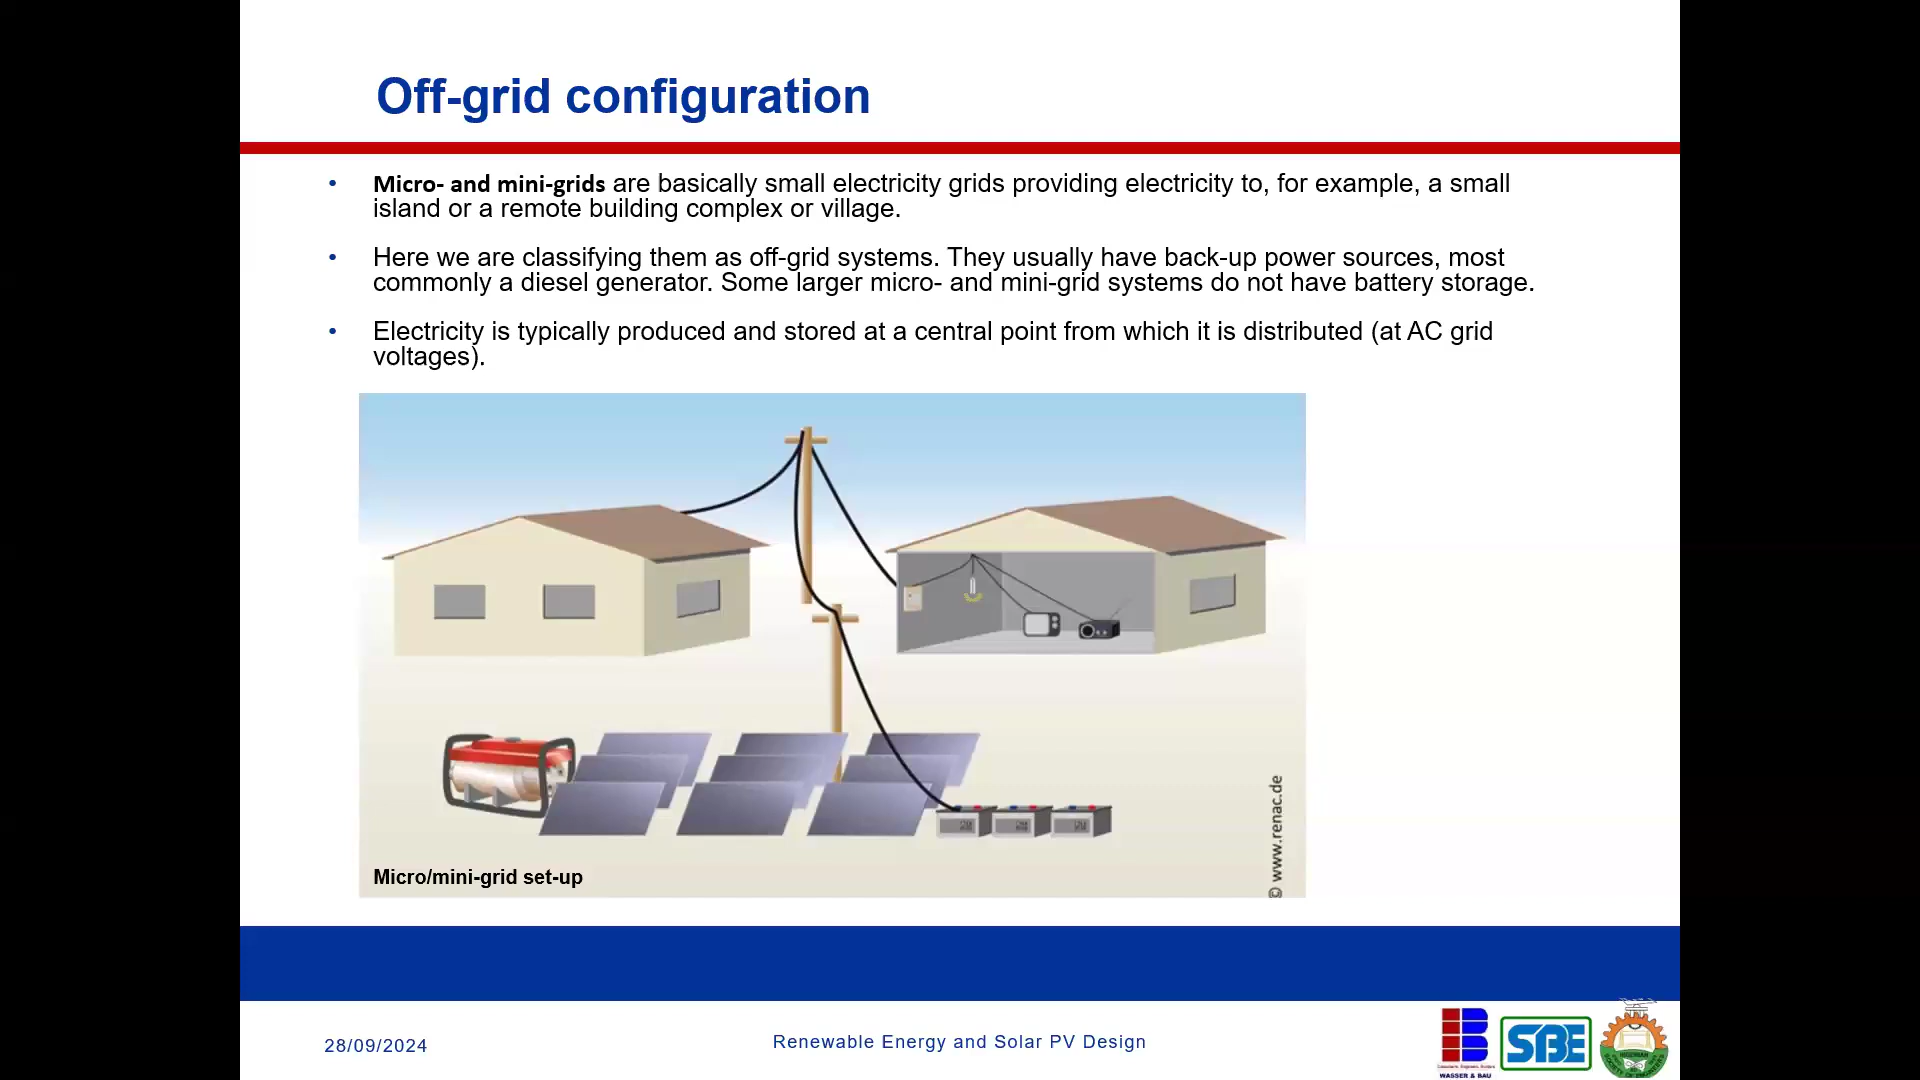 Off-grid configuration
• Micro- and mini-grids are basically small electricity grids providing electricity to, for example, a small
island or a remote building complex or village.
• Here we are classifying them as off-grid systems. They usually have back-up power sources, most
commonly a diesel generator. Some larger micro- and mini-grid systems do not have battery storage.
• Electricity is typically produced and stored at a central point from which it is distributed (at AC grid
voltages).
Micro/mini-grid set-up
© www.renac.de
28/09/2024
Renewable Energy and Solar PV Design
SBE
WASSER & BAU